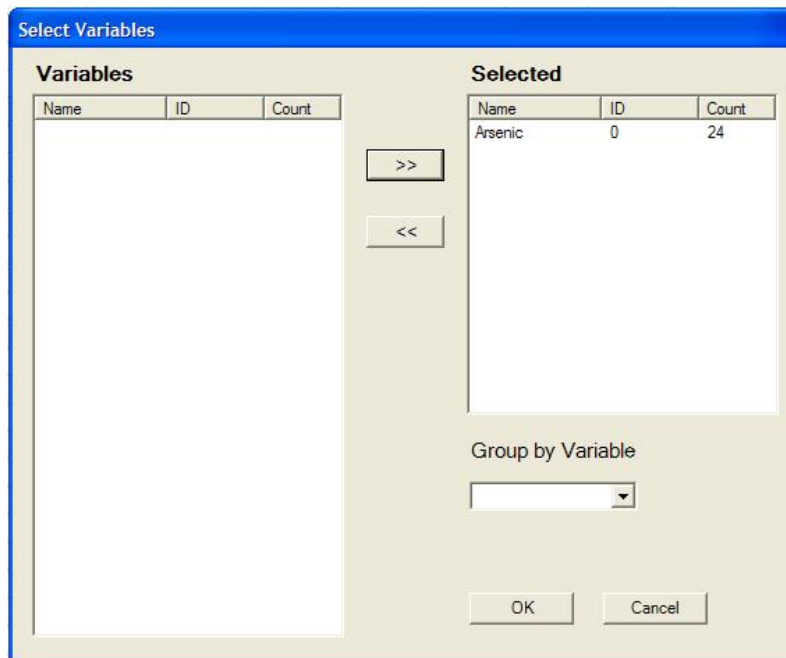 Select Variables
Variables
Selected
Name ID Count
Name ID Count
Arsenic 0 24
>>
<<
Group by Variable
OK
Cancel